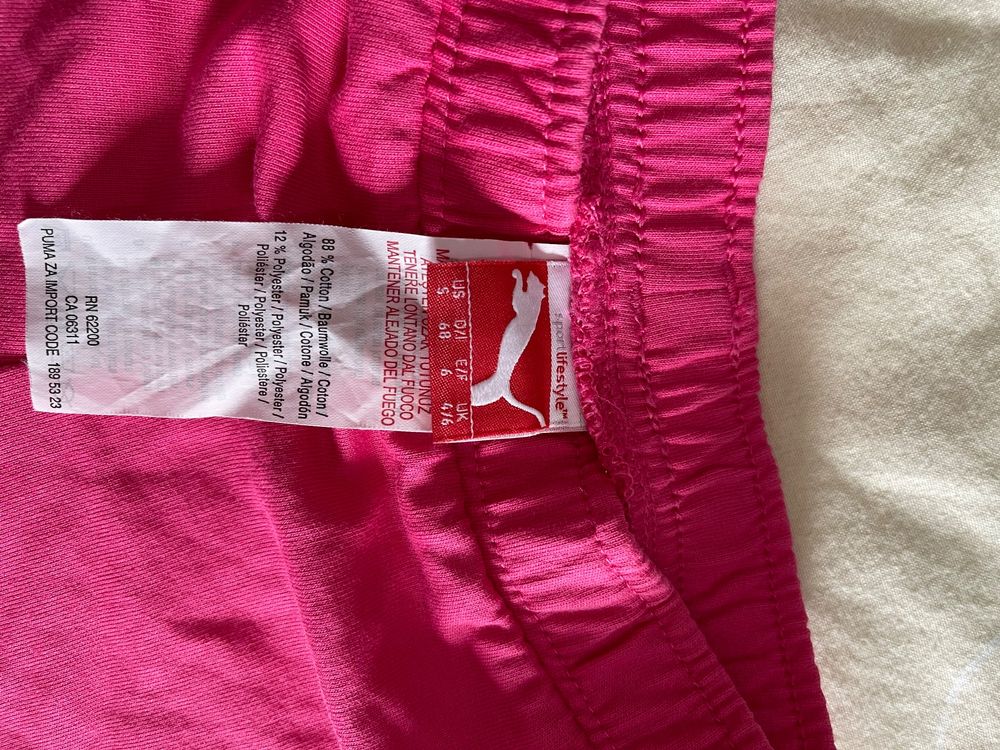 sportlifestyle™
US D/I E/F UK
S 68 6 4/6
TUTUNUZ
TENERE LONTANO DAL FUOCO
MANTENER ALEJADO DEL FUEGO
88 % Cotton / Baumwolle / Coton /
Algodão / Pamuk / Cotone / Algodón
12 % Polyester / Polyester / Polyester /
Poliéster / Polyester / Poliestere /
Poliéster
RN 62200
CA 06311
PUMA ZA IMPORT CODE 189 53 23